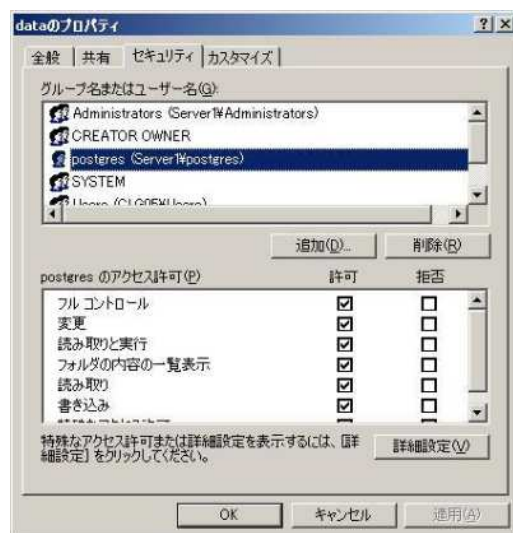 dataのプロパティ
全般 共有 セキュリティ カスタマイズ
グループ名またはユーザー名(G):
Administrators (Server1¥Administrators)
CREATOR OWNER
postgres (Server1¥postgres)
SYSTEM
追加(D)... 削除(R)
postgres のアクセス許可(P) 許可 拒否
フル コントロール
変更
読み取りと実行
フォルダの内容の一覧表示
読み取り
書き込み
特殊なアクセス許可または詳細設定を表示するには、[詳
細設定] をクリックしてください。
詳細設定(V)
OK キャンセル 適用(A)